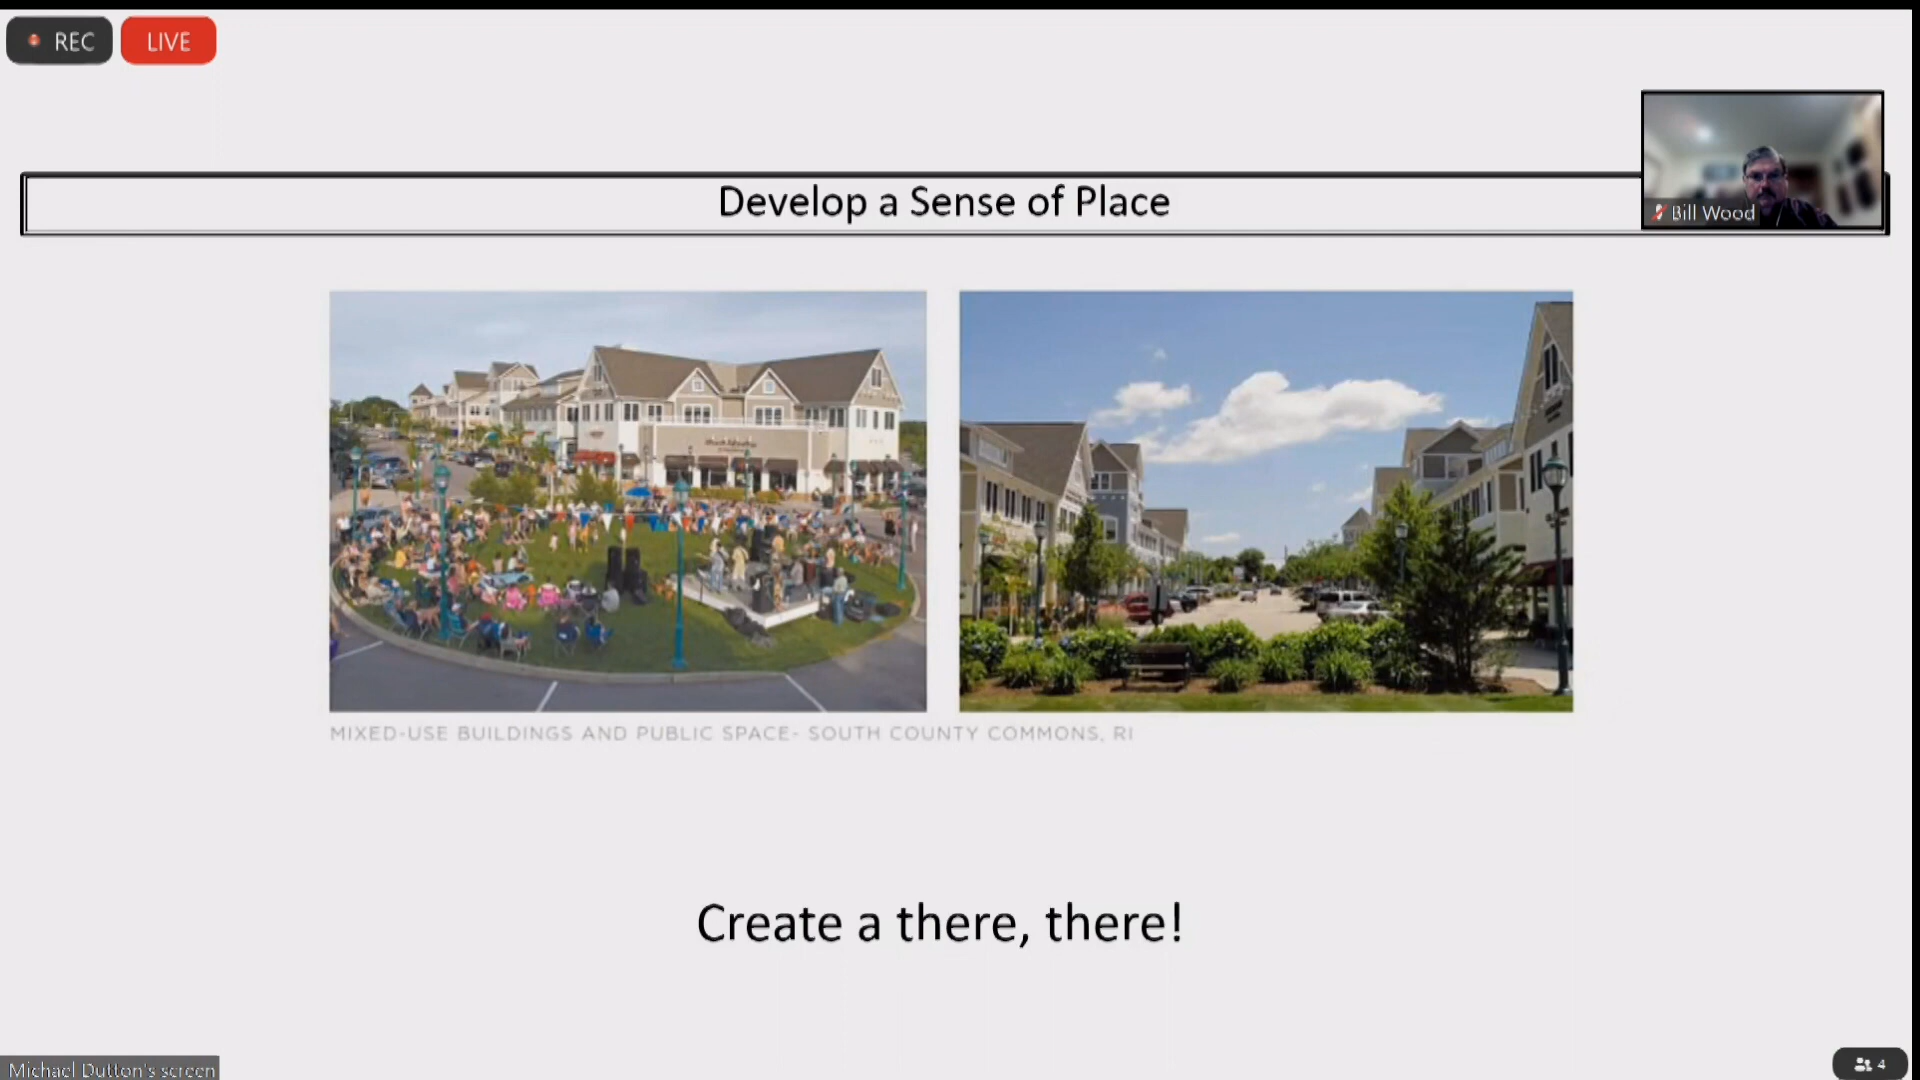 REC
LIVE
Develop a Sense of Place
Bill Wood
MIXED-USE BUILDINGS AND PUBLIC SPACE- SOUTH COUNTY COMMONS, RI
Create a there, there!
Michael Dutton's screen
4